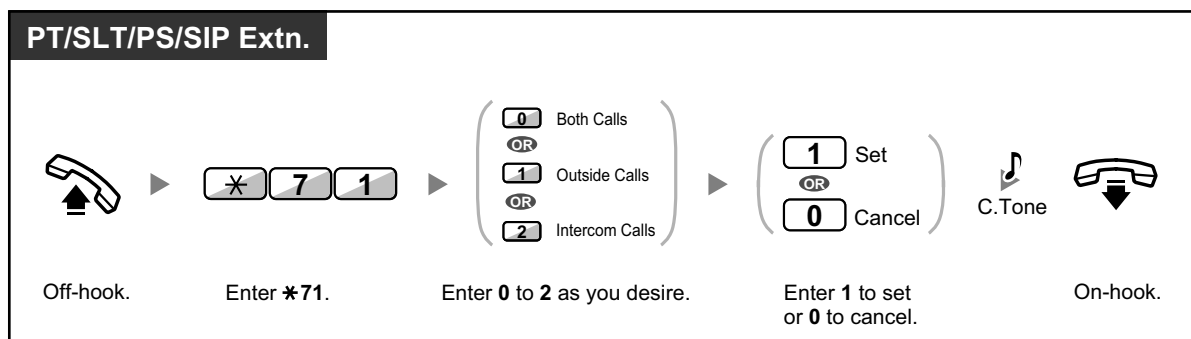 PT/SLT/PS/SIP Extn.
0 Both Calls
OR
1 Outside Calls
OR
2 Intercom Calls
1 Set
OR
0 Cancel
* 7 1
C.Tone
Off-hook.
Enter *71.
Enter 0 to 2 as you desire.
Enter 1 to set
or 0 to cancel.
On-hook.